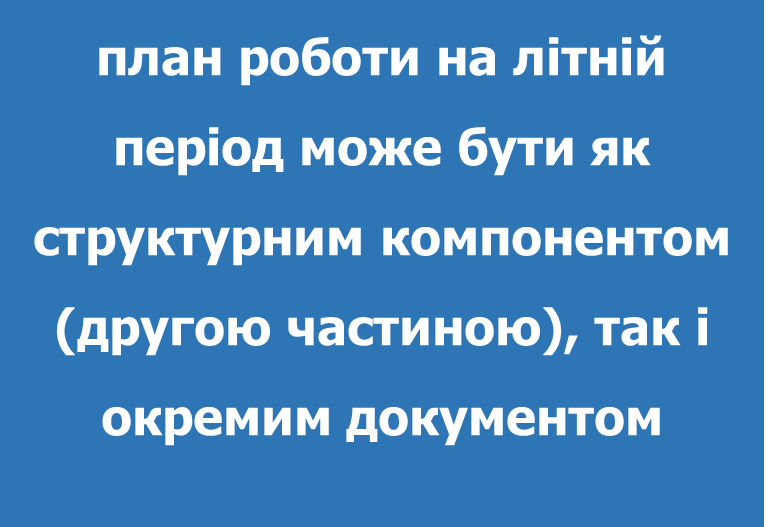 план роботи на літній
період може бути як
структурним компонентом
(другою частиною), так і
окремим документом